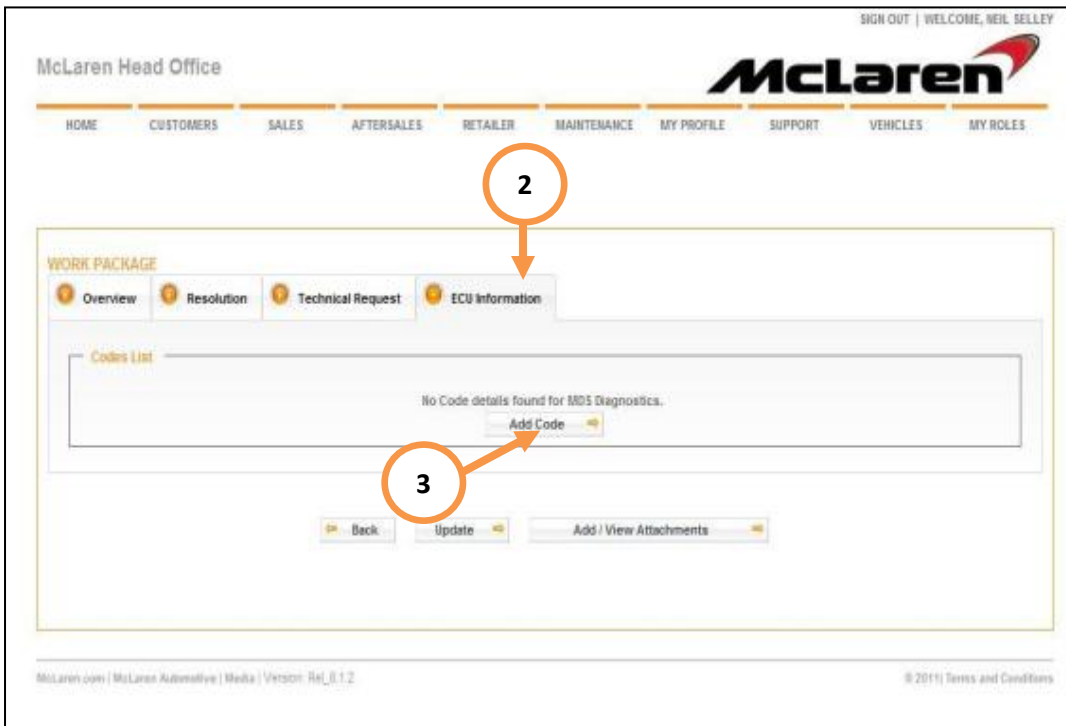 SIGN OUT | WELCOME, NEIL SELLEY
McLaren Head Office
McLaren
HOME CUSTOMERS SALES AFTERSALES RETAILER MAINTENANCE MY PROFILE SUPPORT VEHICLES MY ROLES
2
WORK PACKAGE
Overview Resolution Technical Request ECU Information
Codes List
No Code details found for MDS Diagnostics.
Add Code
3
Back Update Add / View Attachments
McLaren.com | McLaren Automotive | Media | Version: Rel_8.1.2 © 2011| Terms and Conditions